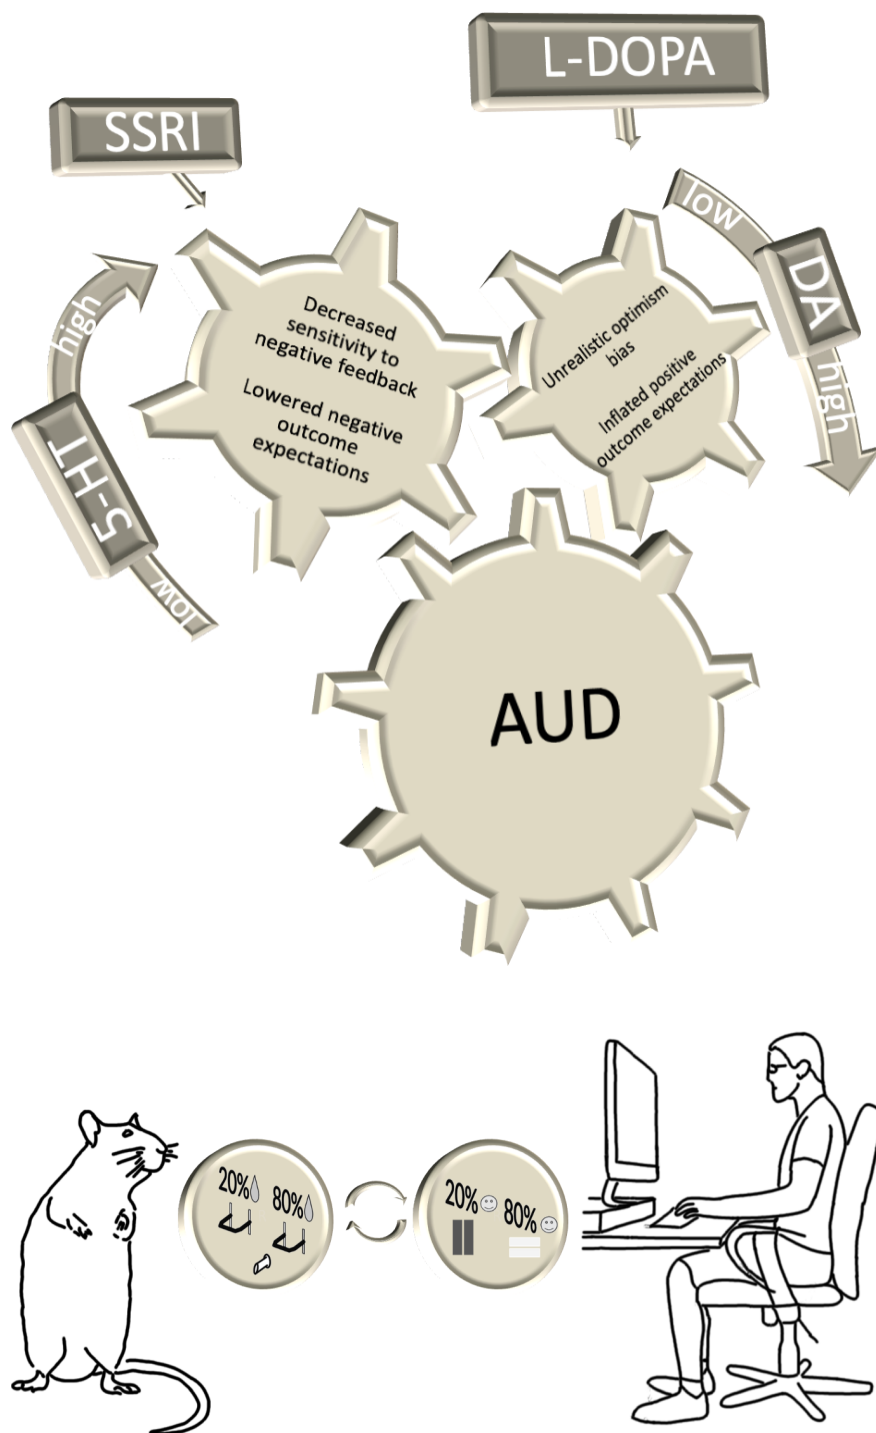 L-DOPA
SSRI
low
DA
high
high
5-HT
low
Decreased
sensitivity to
negative feedback
Lowered negative
outcome
expectations
Unrealistic optimism
bias
Inflated positive
outcome expectations
AUD
20%
80%
20%
80%